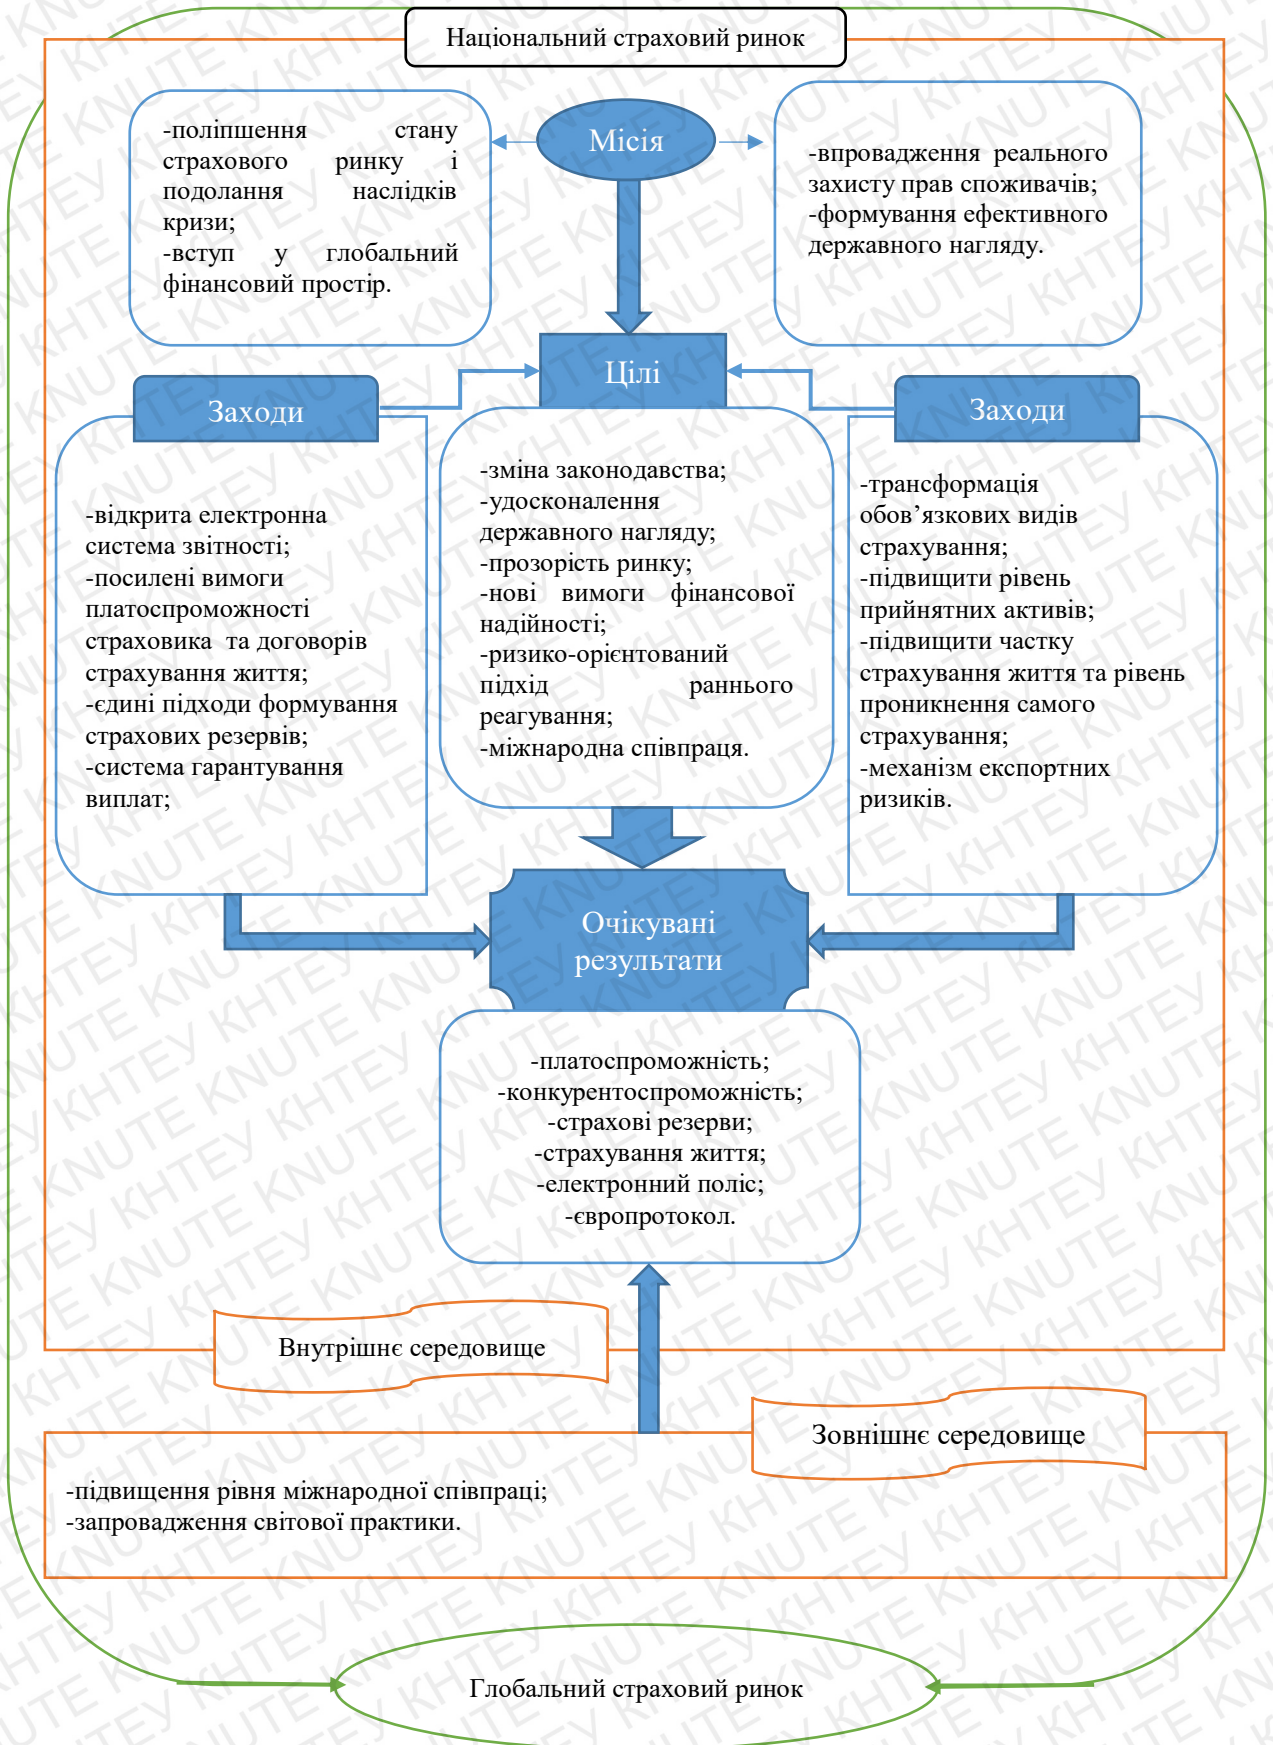 Національний страховий ринок
Місія
-поліпшення стану
страхового ринку і
подолання наслідків
кризи;
-вступ у глобальний
фінансовий простір.
-впровадження реального
захисту прав споживачів;
-формування ефективного
державного нагляду.
Цілі
Заходи
Заходи
-відкрита електронна
система звітності;
-посилені вимоги
платоспроможності
страховика та договорів
страхування життя;
-єдині підходи формування
страхових резервів;
-система гарантування
виплат;
-зміна законодавства;
-удосконалення
державного нагляду;
-прозорість ринку;
-нові вимоги фінансової
надійності;
-ризико-орієнтований
підхід раннього
реагування;
-міжнародна співпраця.
-трансформація
обов’язкових видів
страхування;
-підвищити рівень
прийнятних активів;
-підвищити частку
страхування життя та рівень
проникнення самого
страхування;
-механізм експортних
ризиків.
Очікувані
результати
-платоспроможність;
-конкурентоспроможність;
-страхові резерви;
-страхування життя;
-електронний поліс;
-європротокол.
Внутрішнє середовище
Зовнішнє середовище
-підвищення рівня міжнародної співпраці;
-запровадження світової практики.
Глобальний страховий ринок